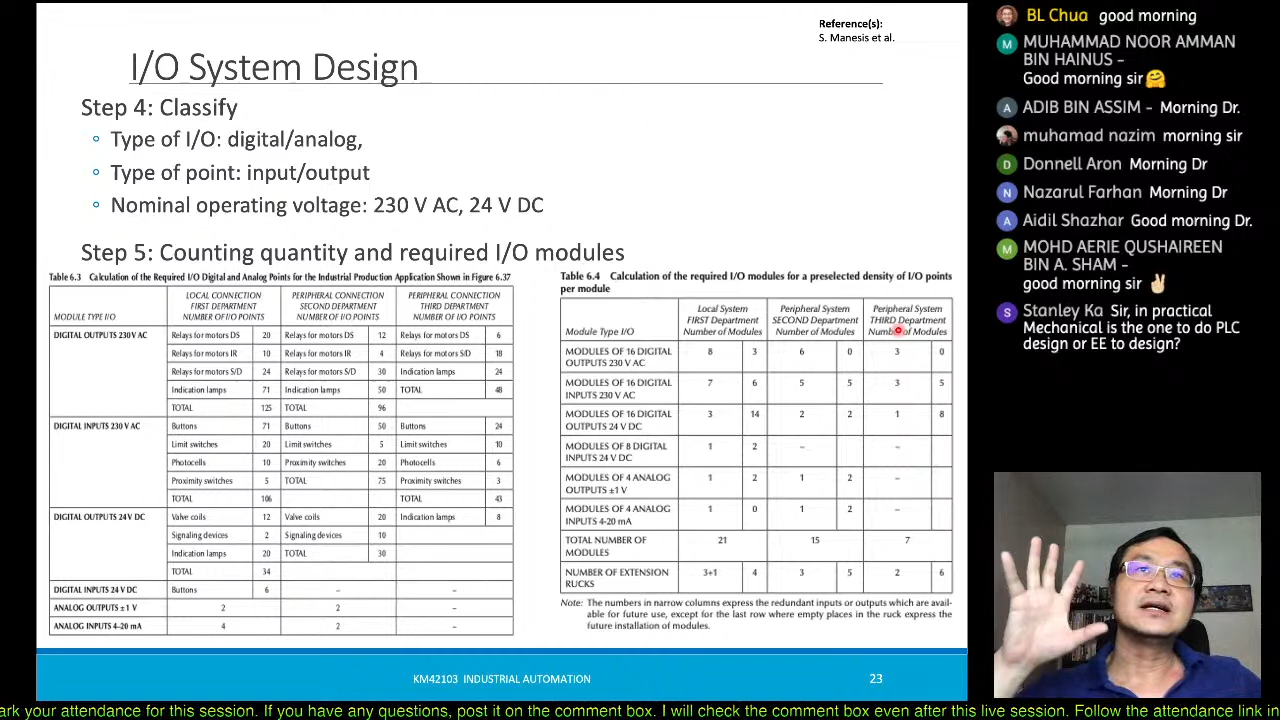 Reference(s):
S. Manesis et al.
I/O System Design
Step 4: Classify
Type of I/O: digital/analog,
Type of point: input/output
Nominal operating voltage: 230 V AC, 24 V DC
Step 5: Counting quantity and required I/O modules
Table 6.3 Calculation of the Required I/O Digital and Analog Points for the Industrial Production Application Shown in Figure 6.37
MODULE TYPE I/O
LOCAL CONNECTION
FIRST DEPARTMENT
NUMBER OF I/O POINTS
PERIPHERAL CONNECTION
SECOND DEPARTMENT
NUMBER OF I/O POINTS
PERIPHERAL CONNECTION
THIRD DEPARTMENT
NUMBER OF I/O POINTS
DIGITAL OUTPUTS 230 V AC Relays for motors DS 20 Relays for motors DS 12 Relays for motors DS 6
Relays for motors IR 10 Relays for motors IR 4 Relays for motors S/D 18
Relays for motors S/D 24 Relays for motors S/D 30 Indication lamps 24
Indication lamps 71 Indication lamps 50 TOTAL 48
TOTAL 125 TOTAL 96
DIGITAL INPUTS 230 V AC Buttons 71 Buttons 50 Buttons 24
Limit switches 20 Limit switches 5 Limit switches 10
Photocells 10 Proximity switches 20 Photocells 6
Proximity switches 5 TOTAL 75 Proximity switches 3
TOTAL 106 TOTAL 43
DIGITAL OUTPUTS 24 V DC Valve coils 12 Valve coils 20 Indication lamps 8
Signaling devices 2 Signaling devices 10
Indication lamps 20 TOTAL 30
TOTAL 34
DIGITAL INPUTS 24 V DC Buttons 6 – –
ANALOG OUTPUTS ± 1 V 2 2 –
ANALOG INPUTS 4–20 mA 4 2 –
Table 6.4 Calculation of the required I/O modules for a preselected density of I/O points
per module
Module Type I/O
Local System
FIRST Department
Number of Modules
Peripheral System
SECOND Department
Number of Modules
Peripheral System
THIRD Department
Number of Modules
MODULES OF 16 DIGITAL
OUTPUTS 230 V AC
8 3 6 0 3 0
MODULES OF 16 DIGITAL
INPUTS 230 V AC
7 6 5 5 3 5
MODULES OF 16 DIGITAL
OUTPUTS 24 V DC
3 14 2 2 1 8
MODULES OF 8 DIGITAL
INPUTS 24 V DC
1 2 – –
MODULES OF 4 ANALOG
OUTPUTS ±1 V
1 2 1 2 –
MODULES OF 4 ANALOG
INPUTS 4-20 mA
1 0 1 2 –
TOTAL NUMBER OF
MODULES
21 15 7
NUMBER OF EXTENSION
RUCKS
3+1 4 3 5 2 6
Note: The numbers in narrow columns express the redundant inputs or outputs which are avail-
able for future use, except for the last row where empty places in the ruck express the
future installation of modules.
KM42103 INDUSTRIAL AUTOMATION
23
BL Chua good morning
MUHAMMAD NOOR AMMAN
BIN HAINUS -
Good morning sir🤗
ADIB BIN ASSIM - Morning Dr.
muhamad nazim morning sir
Donnell Aron Morning Dr
Nazarul Farhan Morning Dr
Aidil Shazhar Good morning Dr.
MOHD AERIE QUSHAIREEN
BIN A. SHAM -
good morning sir ✌🏻
Stanley Ka Sir, in practical
Mechanical is the one to do PLC
design or EE to design?
ark your attendance for this session. If you have any questions, post it on the comment box. I will check the comment box even after this live session. Follow the attendance link in